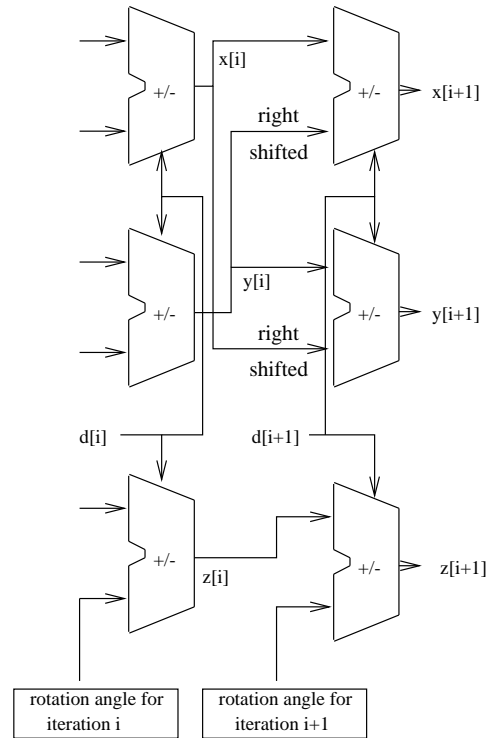 x[i]
+/-
+/-
x[i+1]
right
shifted
y[i]
+/-
+/-
y[i+1]
right
shifted
d[i]
d[i+1]
+/-
+/-
z[i]
z[i+1]
rotation angle for
iteration i
rotation angle for
iteration i+1